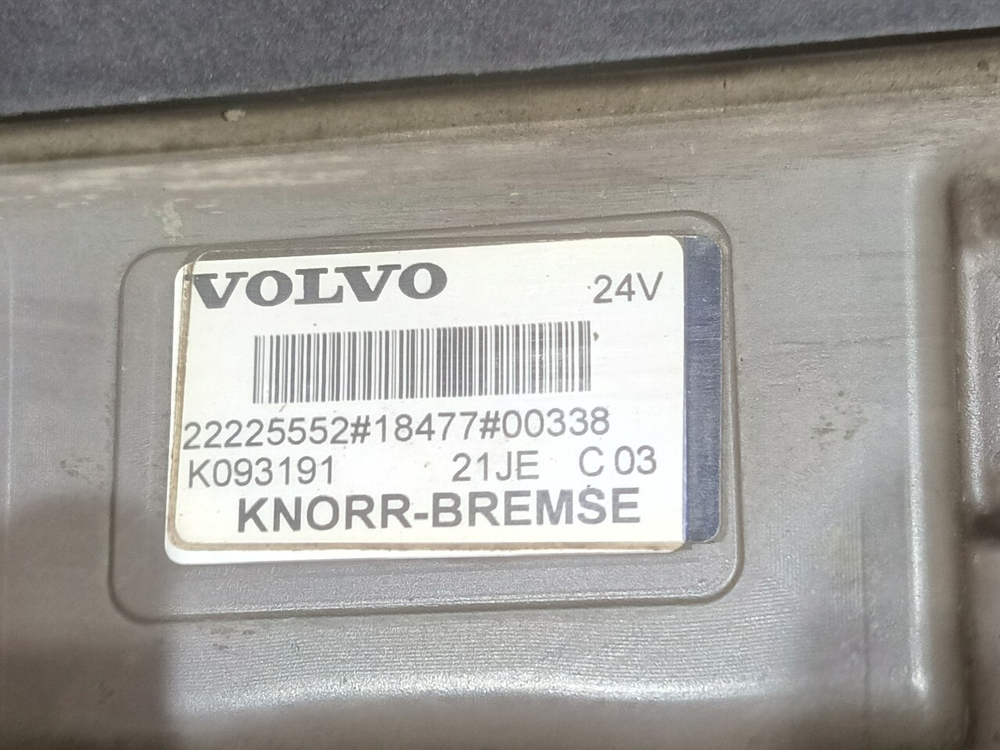 VOLVO 24V
22225552#18477#00338
K093191 21JE C 03
KNORR-BREMSE